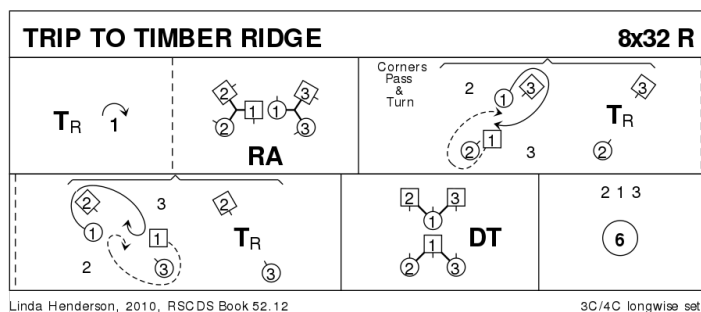 TRIP TO TIMBER RIDGE 8x32 R
TR 1
2 3
1 1
2 3
RA
Corners
Pass
&
Turn
2 1 3 3
TR
2 1 3 2
2 3 2
1 1 TR
2 3 3
2 3
1
1
2 3
DT
2 1 3
6
Linda Henderson, 2010, RSCDS Book 52.12 3C/4C longwise set